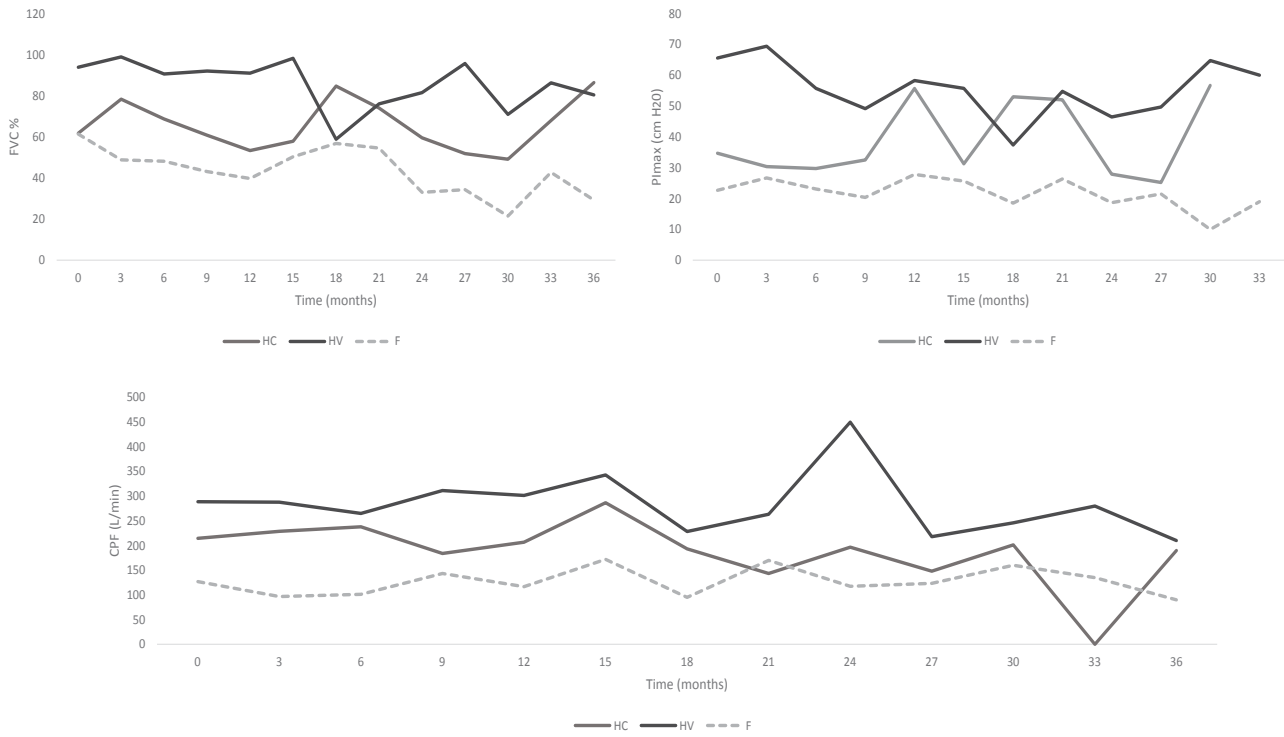 120
100
80
60
40
20
0
FVC %
0 3 6 9 12 15 18 21 24 27 30 33 36
Time (months)
HC HV F
80
70
60
50
40
30
20
10
0
PImax (cm H20)
0 3 6 9 12 15 18 21 24 27 30 33
Time (months)
HC HV F
500
450
400
350
300
250
200
150
100
50
0
CPF (L/min)
0 3 6 9 12 15 18 21 24 27 30 33 36
Time (months)
HC HV F